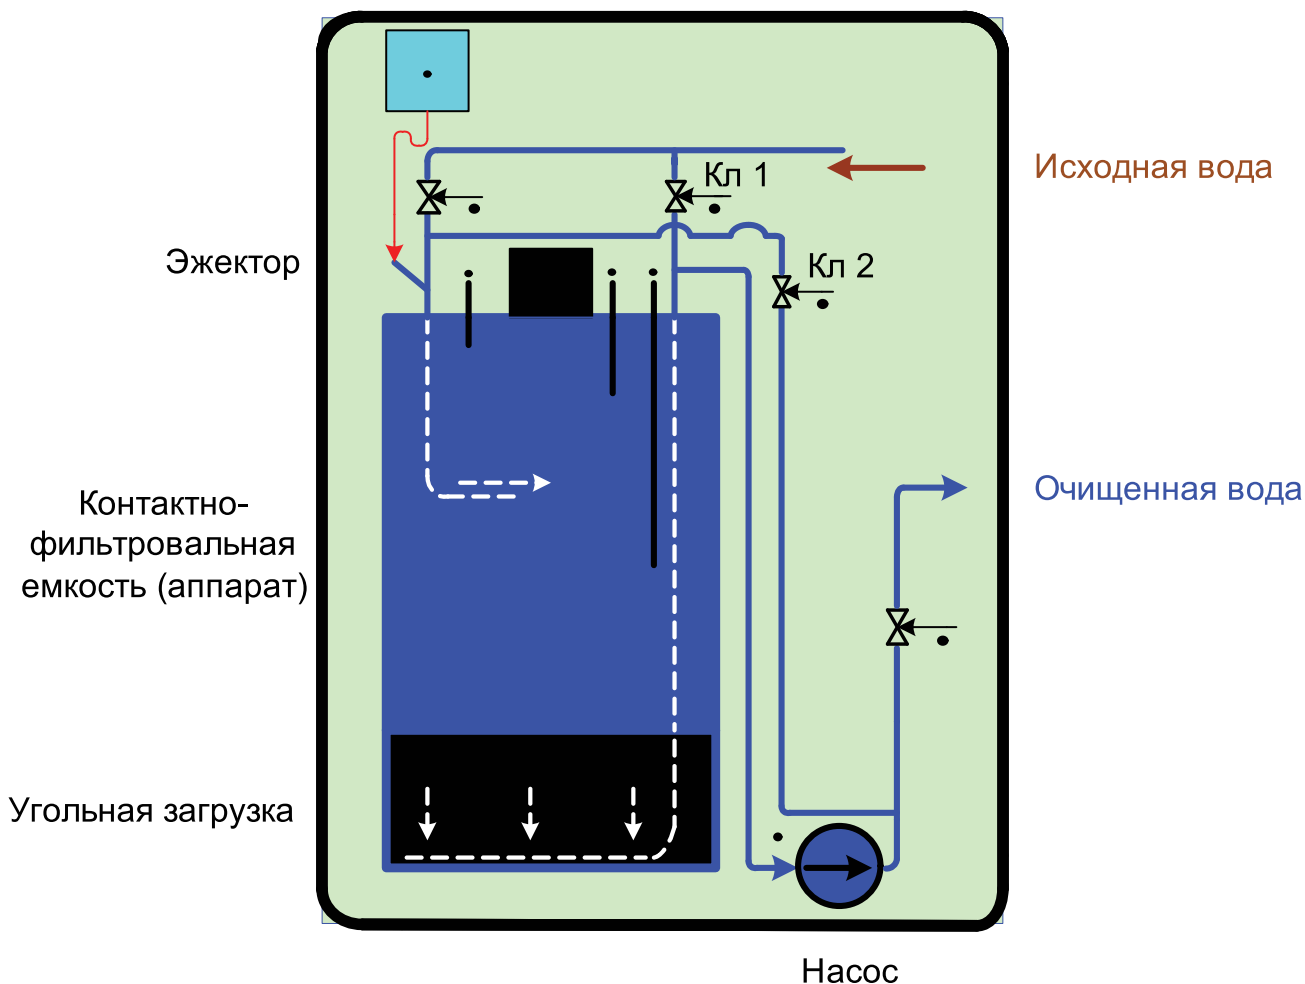 Кл 1
Исходная вода
Эжектор
Кл 2
Контактно-
фильтровальная
емкость (аппарат)
Очищенная вода
Угольная загрузка
Насос